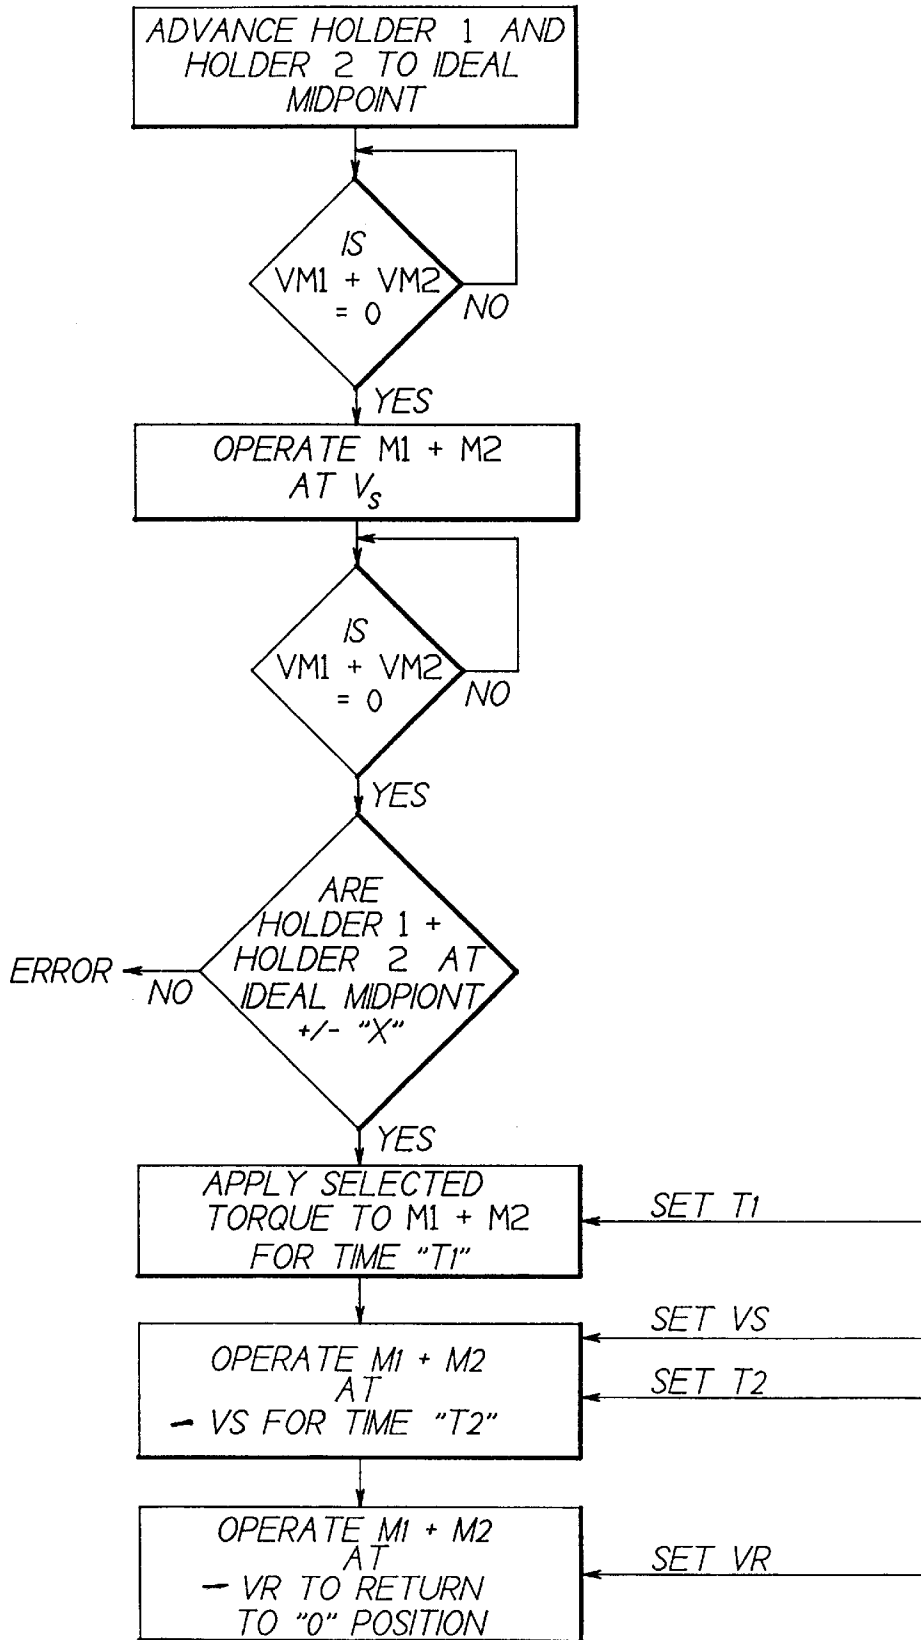 ADVANCE HOLDER 1 AND
HOLDER 2 TO IDEAL
MIDPOINT
IS
VM1 + VM2
= 0
NO
YES
OPERATE M1 + M2
AT Vs
IS
VM1 + VM2
= 0
NO
YES
ARE
HOLDER 1 +
HOLDER 2 AT
IDEAL MIDPIONT
+/- "X"
ERROR
NO
YES
APPLY SELECTED
TORQUE TO M1 + M2
FOR TIME "T1"
SET T1
OPERATE M1 + M2
AT
- VS FOR TIME "T2"
SET VS
SET T2
OPERATE M1 + M2
AT
- VR TO RETURN
TO "0" POSITION
SET VR